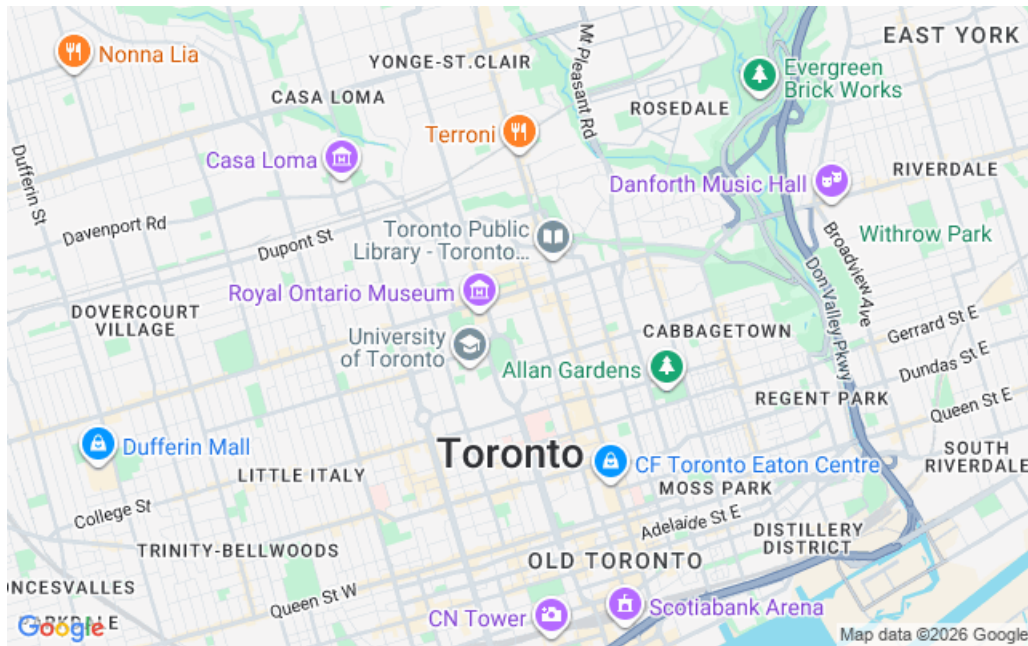 EAST YORK
Nonna Lia
YONGE-ST.CLAIR
Mt Pleasant Rd
Evergreen
Brick Works
CASA LOMA
ROSEDALE
Terroni
Dufferin St
Casa Loma
Danforth Music Hall
RIVERDALE
Davenport Rd
Dupont St
Toronto Public
Library - Toronto...
Broadview Ave
Withrow Park
Royal Ontario Museum
Don Valley Pkwy
DOVERCOURT
VILLAGE
University
of Toronto
CABBAGETOWN
Gerrard St E
Allan Gardens
Dundas St E
REGENT PARK
Queen St E
Dufferin Mall
Toronto
CF Toronto Eaton Centre
SOUTH
RIVERDALE
LITTLE ITALY
MOSS PARK
College St
Adelaide St E
DISTILLERY
DISTRICT
TRINITY-BELLWOODS
OLD TORONTO
ONCESVALLES
Queen St W
CN Tower
Scotiabank Arena
PARKDALE
Google
Map data ©2026 Google